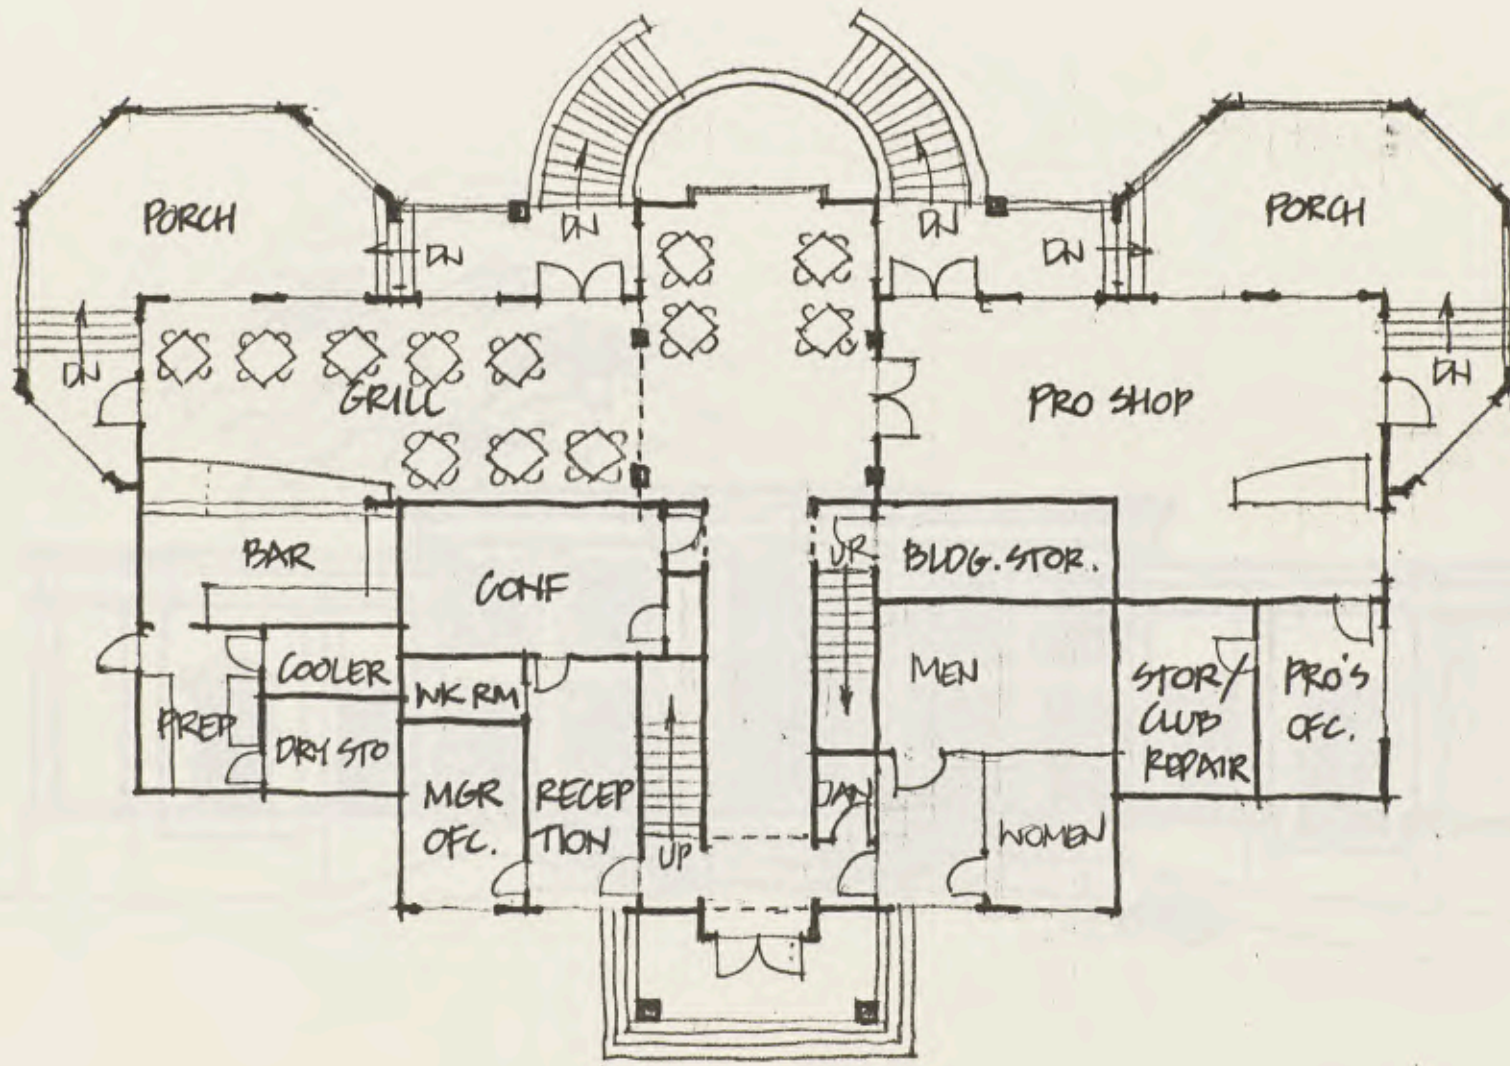 PORCH
DN
DN
DN
DN
PORCH
DN
DN
GRILL
PRO SHOP
BAR
CONF
UP
BLDG. STOR.
COOLER
WK RM
MEN
STOR/
CLUB
REPAIR
PRO'S
OFC.
PREP
DRY STO
MGR
OFC.
RECEP
TION
UP
JAN
WOMEN